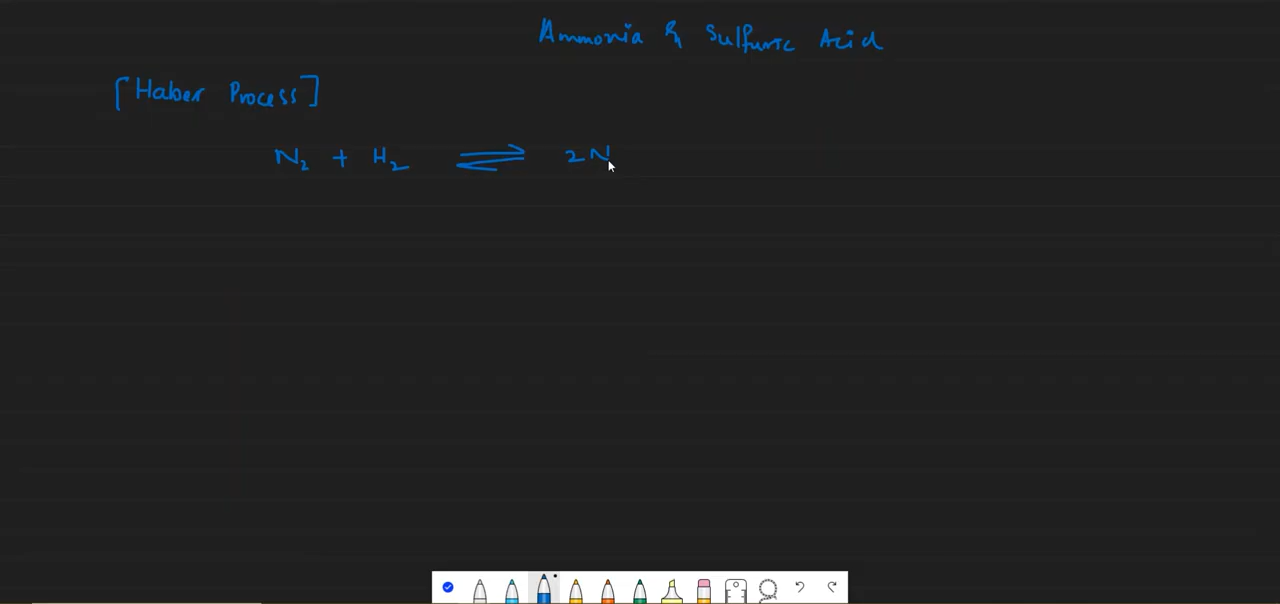 Ammonia & Sulfuric Acid
[Haber Process]
N₂ + H₂ ⇌ 2N